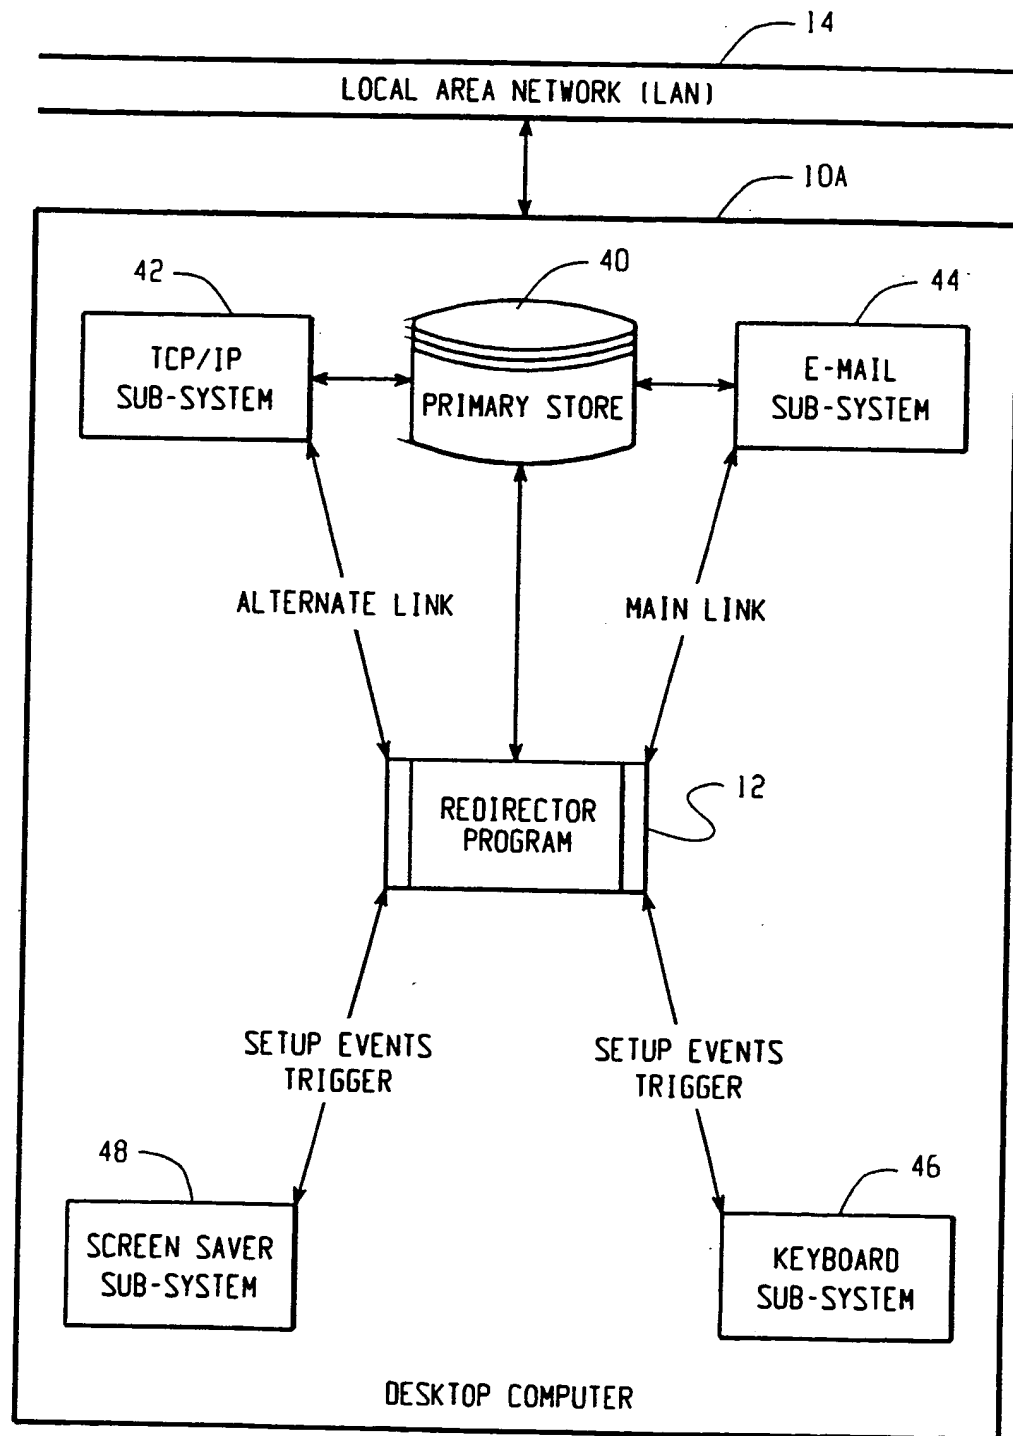 14
LOCAL AREA NETWORK (LAN)
10A
42
40
44
TCP/IP
SUB-SYSTEM
PRIMARY STORE
E-MAIL
SUB-SYSTEM
ALTERNATE LINK
MAIN LINK
12
REDIRECTOR
PROGRAM
SETUP EVENTS
TRIGGER
SETUP EVENTS
TRIGGER
48
46
SCREEN SAVER
SUB-SYSTEM
KEYBOARD
SUB-SYSTEM
DESKTOP COMPUTER